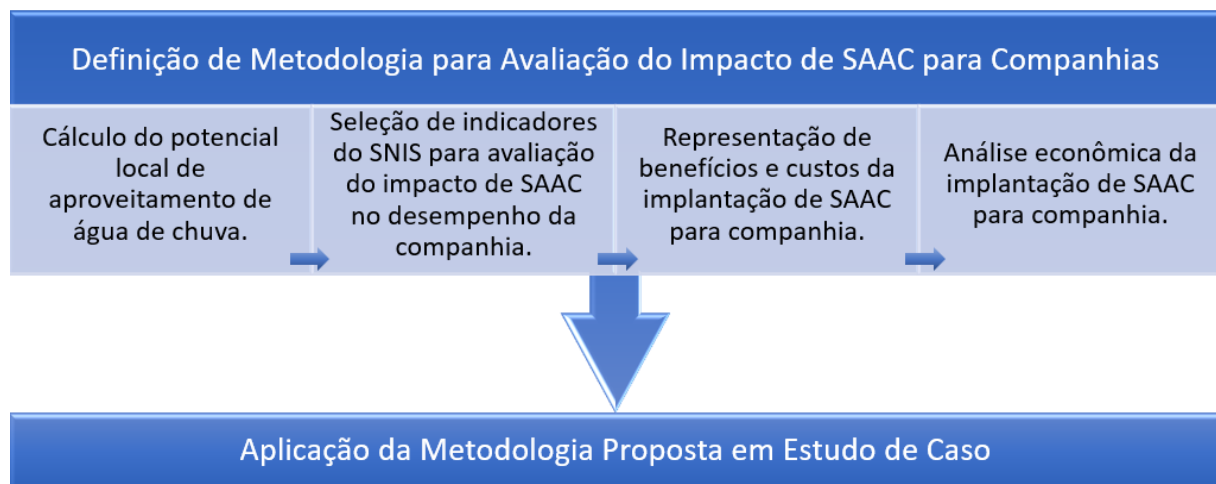 Definição de Metodologia para Avaliação do Impacto de SAAC para Companhias
Cálculo do potencial
local de
aproveitamento de
água de chuva.
Seleção de indicadores
do SNIS para avaliação
do impacto de SAAC
no desempenho da
companhia.
Representação de
benefícios e custos da
implantação de SAAC
para companhia.
Análise econômica da
implantação de SAAC
para companhia.
Aplicação da Metodologia Proposta em Estudo de Caso